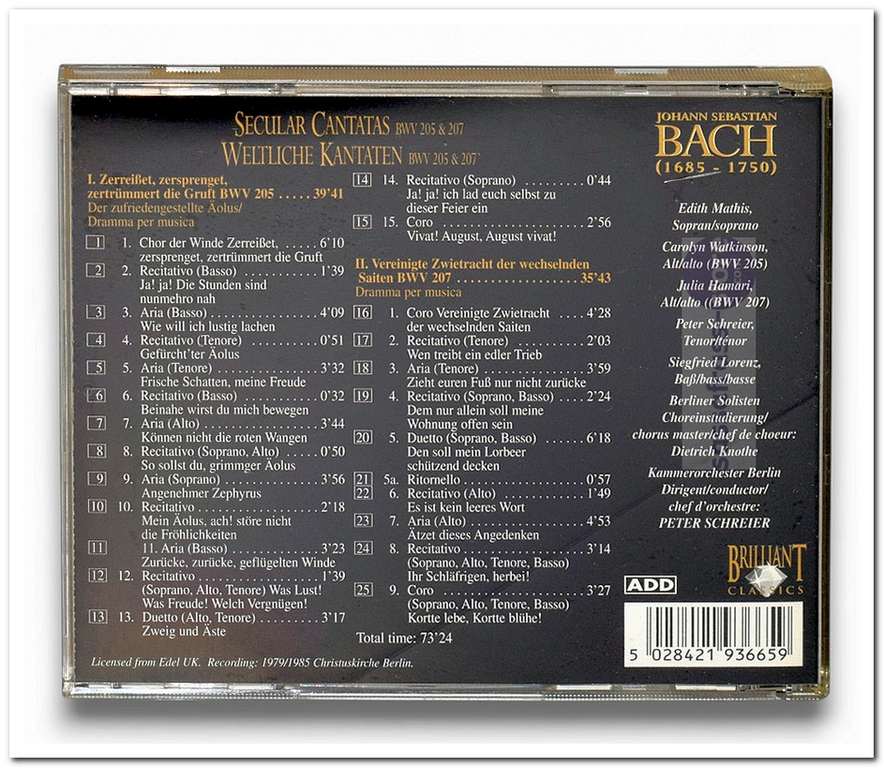 SECULAR CANTATAS BWV 205 & 207
WELTLICHE KANTATEN BWV 205 & 207
I. Zerreißet, zersprenget,
zertrümmert die Gruft BWV 205 ..... 39'41
Der zufriedengestellte Äolus/
Dramma per musica
1 1. Chor der Winde Zerreißet, ..... 6'10
zersprenget, zertrümmert die Gruft
2 2. Recitativo (Basso) ........... 1'39
Ja! ja! Die Stunden sind
nunmehro nah
3 3. Aria (Basso) ................ 4'09
Wie will ich lustig lachen
4 4. Recitativo (Tenore) .......... 0'51
Gefürcht'ter Äolus
5 5. Aria (Tenore) ............... 3'32
Frische Schatten, meine Freude
6 6. Recitativo (Basso) ........... 0'32
Beinahe wirst du mich bewegen
7 7. Aria (Alto) ................. 3'44
Können nicht die roten Wangen
8 8. Recitativo (Soprano, Alto) ..... 0'50
So sollst du, grimmger Äolus
9 9. Aria (Soprano) .............. 3'56
Angenehmer Zephyrus
10 10. Recitativo .................. 2'18
Mein Äolus, ach! störe nicht
die Fröhlichkeiten
11 11. Aria (Basso) ............... 3'23
Zurücke, zurücke, geflügelten Winde
12 12. Recitativo .................. 1'39
(Soprano, Alto, Tenore) Was Lust!
Was Freude! Welch Vergnügen!
13 13. Duetto (Alto, Tenore) ......... 3'17
Zweig und Äste
14 14. Recitativo (Soprano) .......... 0'44
Ja! ja! ich lad euch selbst zu
dieser Feier ein
15 15. Coro ...................... 2'56
Vivat! August, August vivat!
II. Vereinigte Zwietracht der wechselnden
Saiten BWV 207 .................... 35'43
Dramma per musica
16 1. Coro Vereinigte Zwietracht ..... 4'28
der wechselnden Saiten
17 2. Recitativo (Tenore) .......... 2'03
Wen treibt ein edler Trieb
18 3. Aria (Tenore) ............... 3'59
Zieht euren Fuß nur nicht zurücke
19 4. Recitativo (Soprano, Basso) .... 2'24
Dem nur allein soll meine
Wohnung offen sein
20 5. Duetto (Soprano, Basso) ...... 6'18
Den soll mein Lorbeer
schützend decken
21 5a. Ritornello .................. 0'57
22 6. Recitativo (Alto) ............ 1'49
Es ist kein leeres Wort
23 7. Aria (Alto) ................. 4'53
Ätzet dieses Angedenken
24 8. Recitativo .................. 3'14
(Soprano, Alto, Tenore, Basso)
Ihr Schläfrigen, herbei!
25 9. Coro ...................... 3'27
(Soprano, Alto, Tenore, Basso)
Kortte lebe, Kortte blühe!
Total time: 73'24
Licensed from Edel UK. Recording: 1979/1985 Christuskirche Berlin.
JOHANN SEBASTIAN
BACH
(1685 - 1750)
Edith Mathis,
Sopran/soprano
Carolyn Watkinson,
Alt/alto (BWV 205)
Julia Hamari,
Alt/alto ((BWV 207)
Peter Schreier,
Tenor/ténor
Siegfried Lorenz,
Baß/bass/basse
Berliner Solisten
Choreinstudierung/
chorus master/chef de choeur:
Dietrich Knothe
Kammerorchester Berlin
Dirigent/conductor/
chef d'orchestre:
PETER SCHREIER
BRILLIANT
CLASSICS
ADD
5 028421 936659